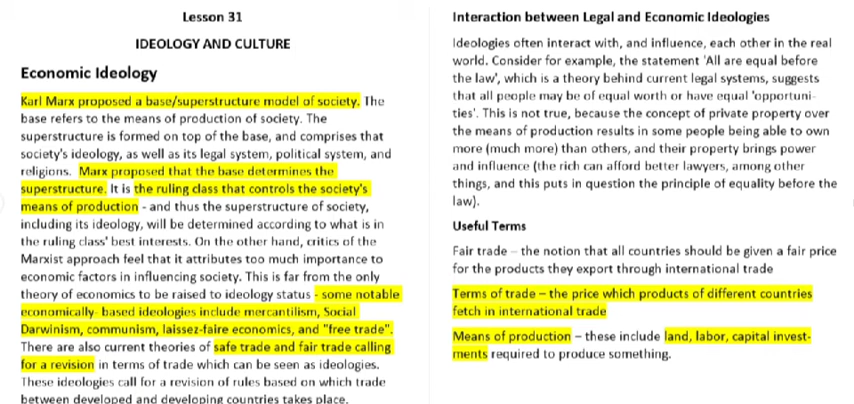 Lesson 31
IDEOLOGY AND CULTURE
Economic Ideology
Karl Marx proposed a base/superstructure model of society. The
base refers to the means of production of society. The
superstructure is formed on top of the base, and comprises that
society's ideology, as well as its legal system, political system, and
religions. Marx proposed that the base determines the
superstructure. It is the ruling class that controls the society's
means of production - and thus the superstructure of society,
including its ideology, will be determined according to what is in
the ruling class' best interests. On the other hand, critics of the
Marxist approach feel that it attributes too much importance to
economic factors in influencing society. This is far from the only
theory of economics to be raised to ideology status - some notable
economically- based ideologies include mercantilism, Social
Darwinism, communism, laissez-faire economics, and "free trade".
There are also current theories of safe trade and fair trade calling
for a revision in terms of trade which can be seen as ideologies.
These ideologies call for a revision of rules based on which trade
between developed and developing countries takes place.
Interaction between Legal and Economic Ideologies
Ideologies often interact with, and influence, each other in the real
world. Consider for example, the statement 'All are equal before
the law', which is a theory behind current legal systems, suggests
that all people may be of equal worth or have equal 'opportuni-
ties'. This is not true, because the concept of private property over
the means of production results in some people being able to own
more (much more) than others, and their property brings power
and influence (the rich can afford better lawyers, among other
things, and this puts in question the principle of equality before the
law).
Useful Terms
Fair trade – the notion that all countries should be given a fair price
for the products they export through international trade
Terms of trade – the price which products of different countries
fetch in international trade
Means of production – these include land, labor, capital invest-
ments required to produce something.